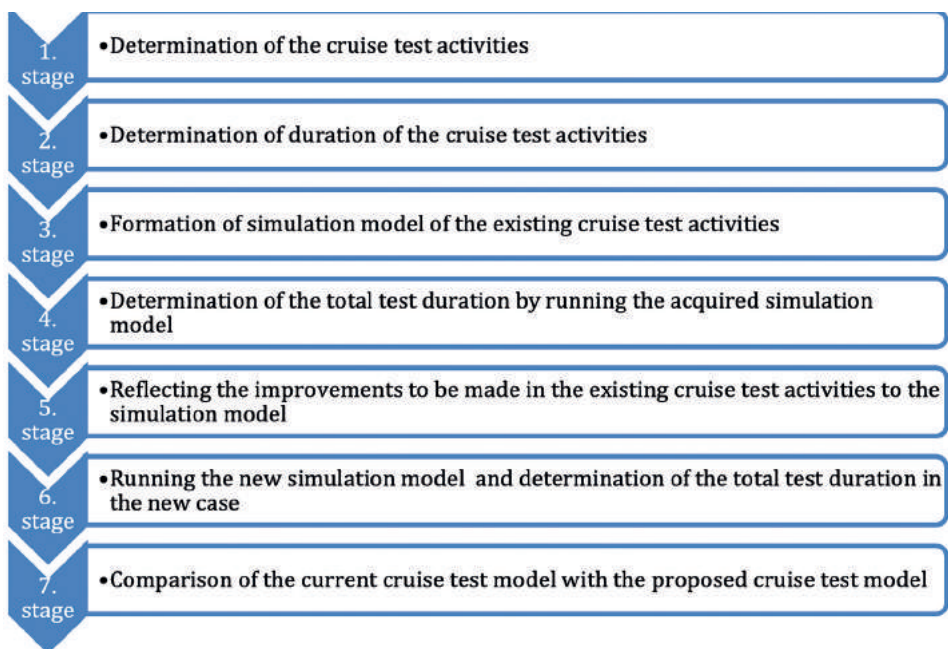 1.
stage
•Determination of the cruise test activities
2.
stage
•Determination of duration of the cruise test activities
3.
stage
•Formation of simulation model of the existing cruise test activities
4.
stage
•Determination of the total test duration by running the acquired simulation
model
5.
stage
•Reflecting the improvements to be made in the existing cruise test activities to the
simulation model
6.
stage
•Running the new simulation model and determination of the total test duration in
the new case
7.
stage
•Comparison of the current cruise test model with the proposed cruise test model